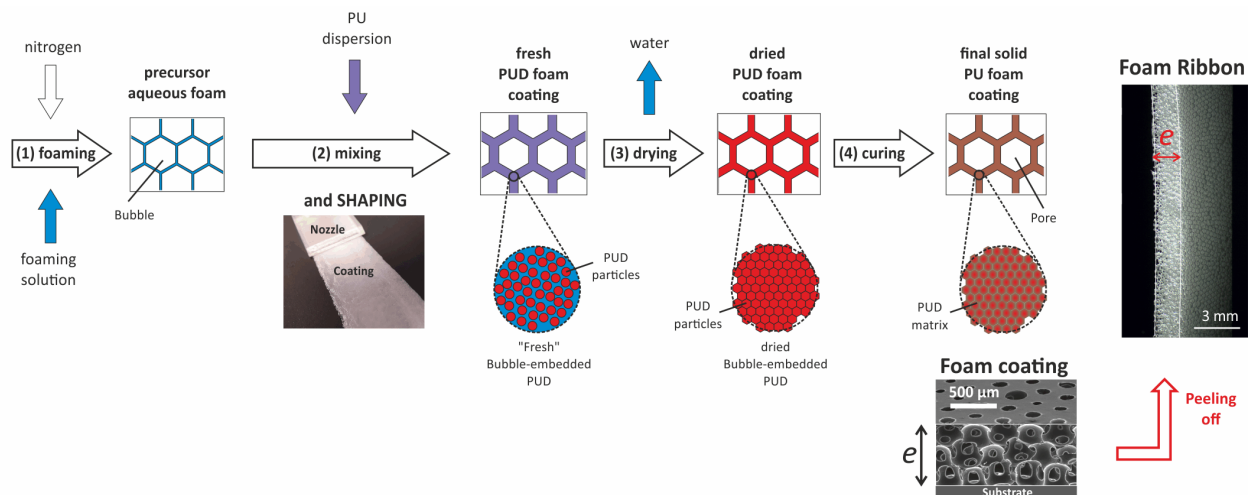 nitrogen
(1) foaming
foaming
solution
precursor
aqueous foam
Bubble
PU
dispersion
(2) mixing
and SHAPING
Nozzle
Coating
fresh
PUD foam
coating
PUD
particles
"Fresh"
Bubble-embedded
PUD
water
(3) drying
dried
PUD foam
coating
PUD
particles
dried
Bubble-embedded
PUD
(4) curing
final solid
PU foam
coating
Pore
PUD
matrix
Foam coating
500 µm
e
Substrate
Foam Ribbon
e
3 mm
Peeling
off